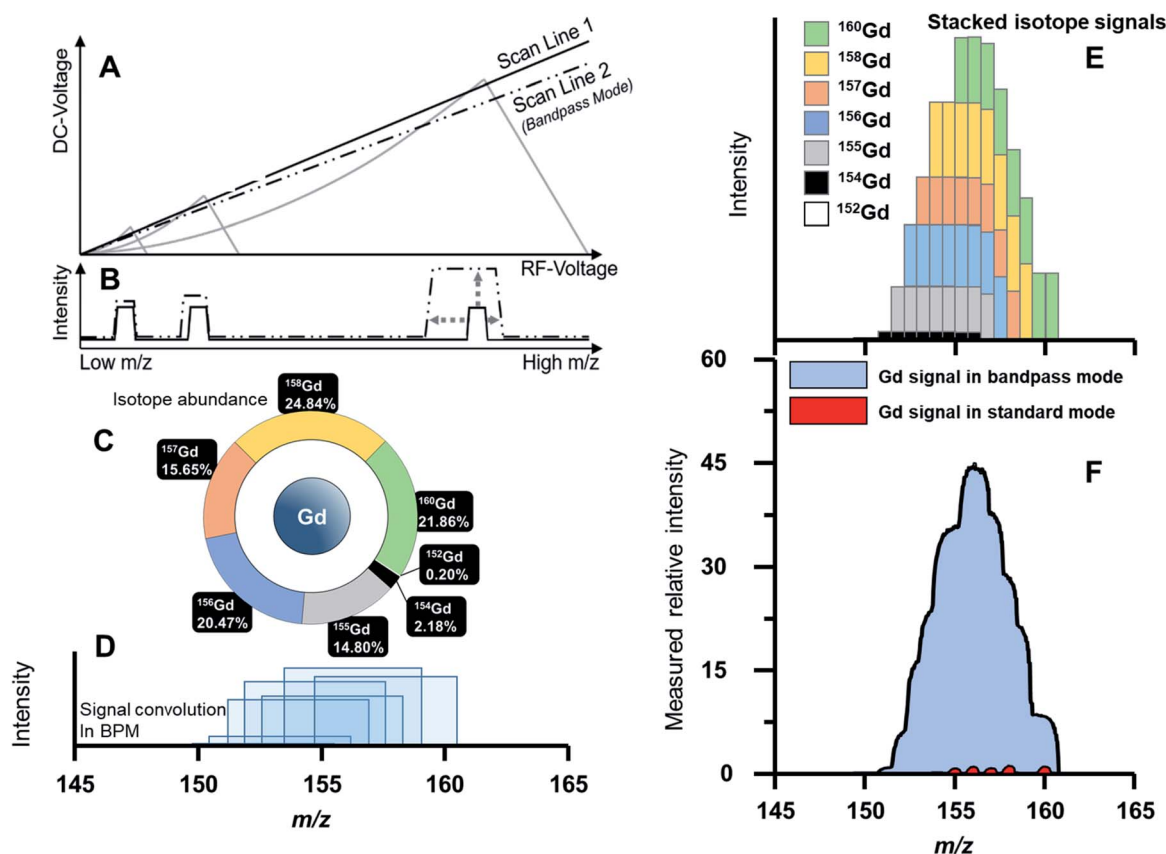 A
DC-Voltage
Scan Line 1
Scan Line 2
(Bandpass Mode)
RF-Voltage
B
Intensity
Low m/z
High m/z
Isotope abundance
C
¹⁵⁸Gd
24.84%
¹⁵⁷Gd
15.65%
¹⁶⁰Gd
21.86%
Gd
¹⁵²Gd
0.20%
¹⁵⁶Gd
20.47%
¹⁵⁴Gd
2.18%
¹⁵⁵Gd
14.80%
D
Intensity
Signal convolution
In BPM
145
150
155
160
165
m/z
Stacked isotope signals
E
¹⁶⁰Gd
¹⁵⁸Gd
¹⁵⁷Gd
¹⁵⁶Gd
¹⁵⁵Gd
¹⁵⁴Gd
¹⁵²Gd
Intensity
Gd signal in bandpass mode
Gd signal in standard mode
F
Measured relative intensity
60
45
30
15
0
145
155
165
m/z